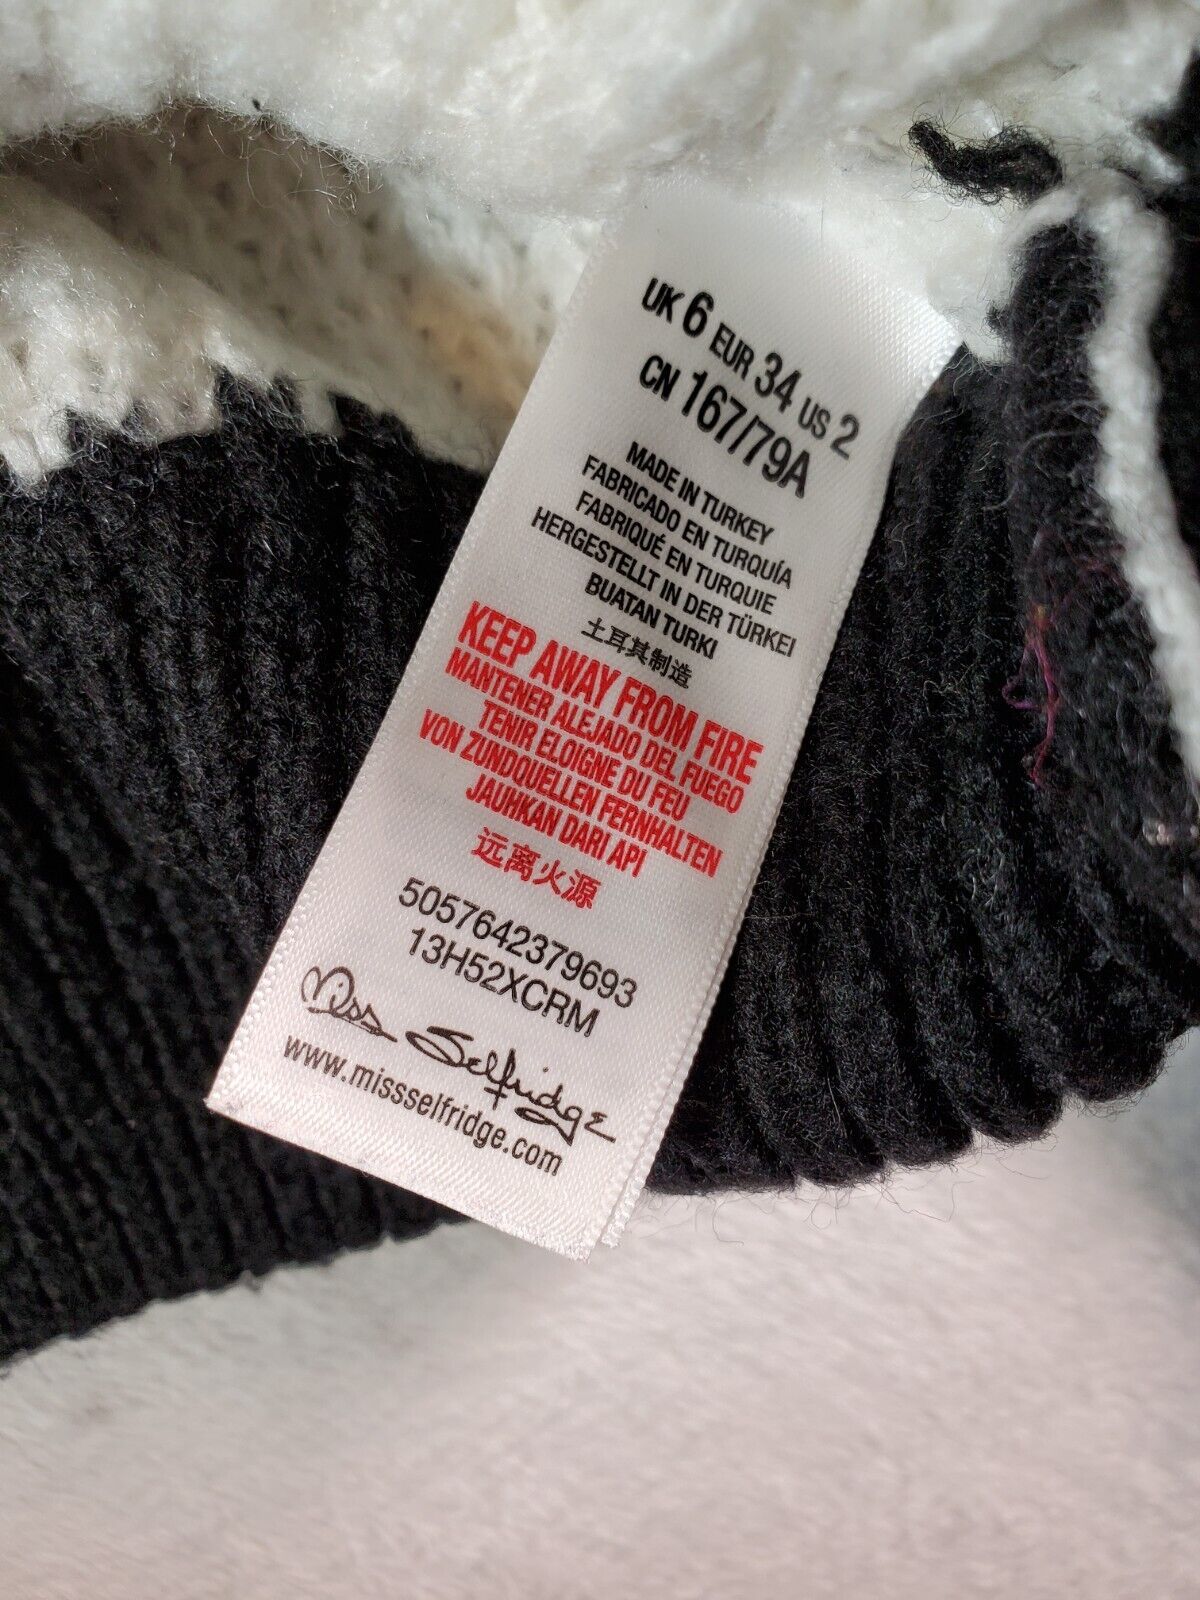 UK 6 EUR 34 US 2
CN 167/79A
MADE IN TURKEY
FABRICADO EN TURQUÍA
FABRIQUÉ EN TURQUIE
HERGESTELLT IN DER TÜRKEI
BUATAN TURKI
土耳其制造
KEEP AWAY FROM FIRE
MANTENER ALEJADO DEL FUEGO
TENIR ELOIGNE DU FEU
VON ZUNDQUELLEN FERNHALTEN
JAUHKAN DARI API
远离火源
5057642379693
13H52XCRM
Miss Selfridge
www.missselfridge.com